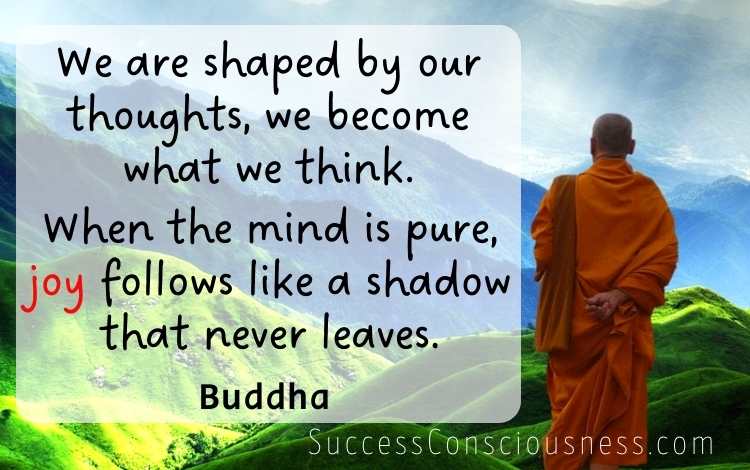 We are shaped by our
thoughts, we become
what we think.
When the mind is pure,
joy follows like a shadow
that never leaves.
Buddha
SuccessConsciousness.com